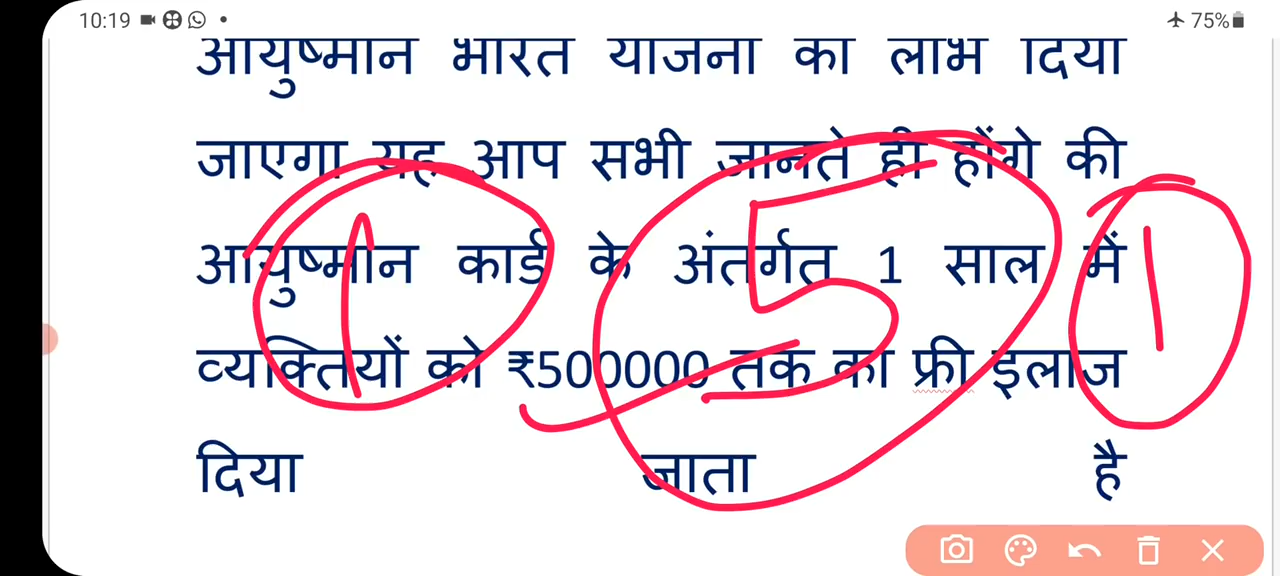 10:19
75%
आयुष्मान भारत योजना का लाभ दिया
जाएगा यह आप सभी जानते ही होंगे की
आयुष्मान कार्ड के अंतर्गत 1 साल में
व्यक्तियों को ₹500000 तक का फ्री इलाज
दिया जाता है
1 5 1